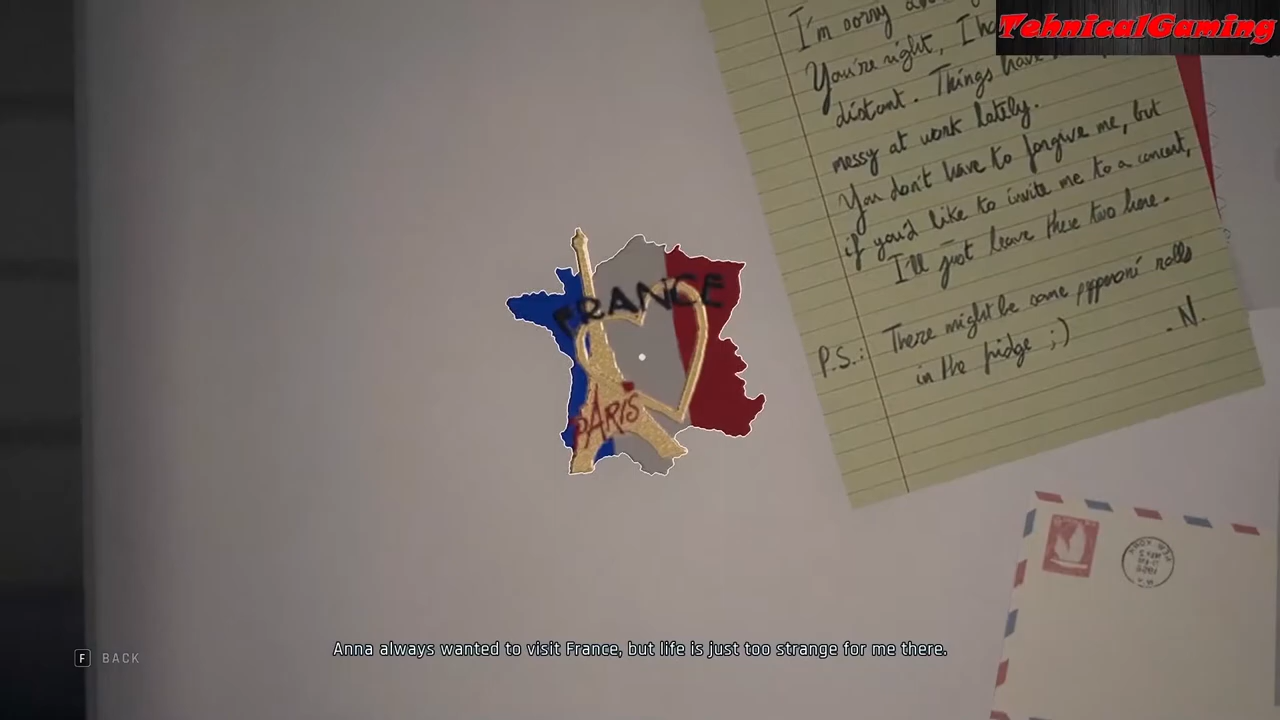 TehnicalGaming
I'm sorry
You're right, I
distant. Things have
messy at work lately.
You don't have to forgive me, but
if you'd like to invite me to a concert,
I'll just leave these two here.
P.S.: There might be some pepperoni rolls
in the fridge ;)
- N.
FRANCE
PARIS
Anna always wanted to visit France, but life is just too strange for me there.
F BACK